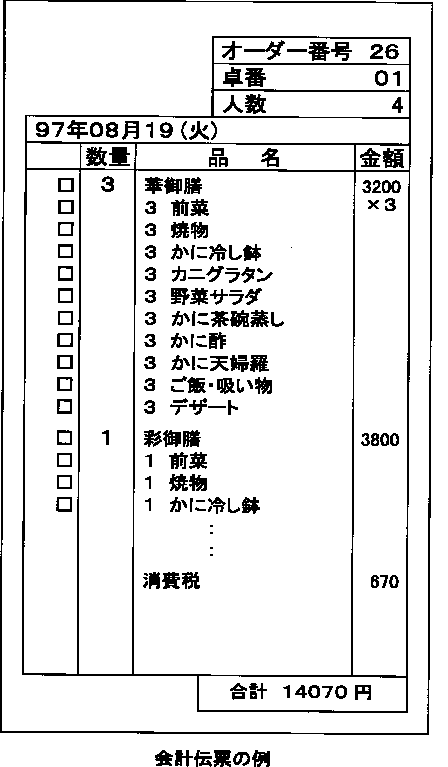 オーダー番号 26
卓番 01
人数 4
97年08月19(火)
数量 品名 金額
□ 3 華御膳 3200
□ 3 前菜 ×3
□ 3 焼物
□ 3 かに冷し鉢
□ 3 カニグラタン
□ 3 野菜サラダ
□ 3 かに茶碗蒸し
□ 3 かに酢
□ 3 かに天婦羅
□ 3 ご飯・吸い物
□ 3 デザート
□ 1 彩御膳 3800
□ 1 前菜
□ 1 焼物
□ 1 かに冷し鉢
:
:
消費税 670
合計 14070円
会計伝票の例